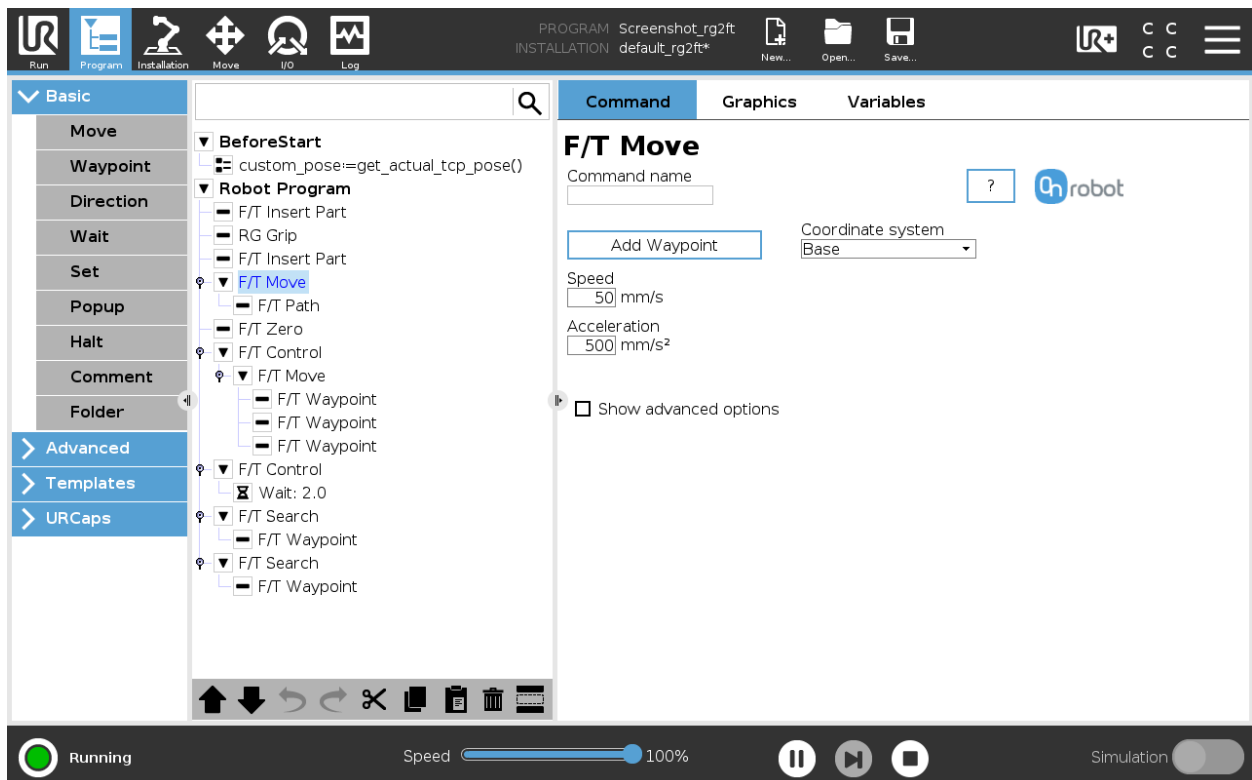 PROGRAM Screenshot_rg2ft
INSTALLATION default_rg2ft*
Run Program Installation Move I/O Log
New... Open... Save...
UR
UR+
C C
C C
Basic
Move
Waypoint
Direction
Wait
Set
Popup
Halt
Comment
Folder
Advanced
Templates
URCaps
BeforeStart
custom_pose:=get_actual_tcp_pose()
Robot Program
F/T Insert Part
RG Grip
F/T Insert Part
F/T Move
F/T Path
F/T Zero
F/T Control
F/T Move
F/T Waypoint
F/T Waypoint
F/T Waypoint
F/T Control
Wait: 2.0
F/T Search
F/T Waypoint
F/T Search
F/T Waypoint
Command Graphics Variables
F/T Move
Command name
?
On robot
Add Waypoint
Coordinate system
Base
Speed
50 mm/s
Acceleration
500 mm/s²
Show advanced options
Running
Speed 100%
Simulation